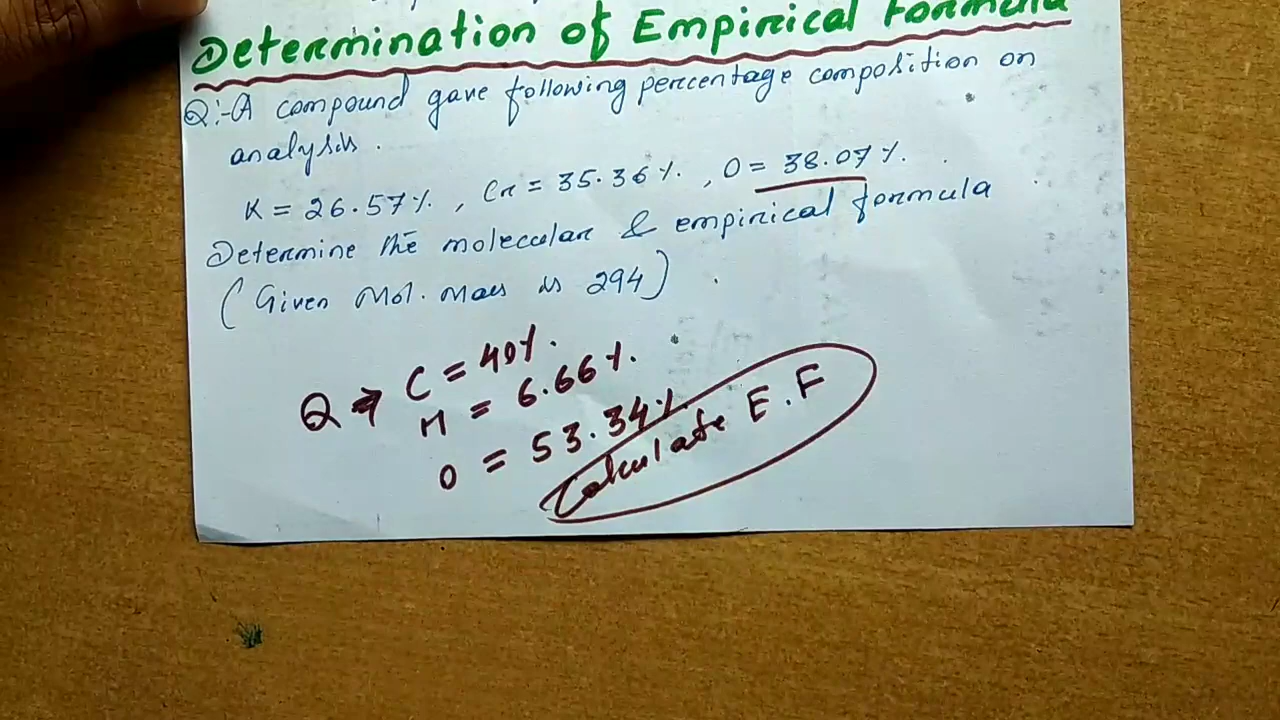 Determination of Empirical Formula
Q:-A compound gave following percentage composition on
analysis.
K = 26.57%, Cr = 35.36%, O = 38.07%.
Determine the molecular & empirical formula
(Given Mol. Mass is 294)
Q ⇒ C = 40%.
H = 6.66%.
O = 53.34%
Calculate E.F